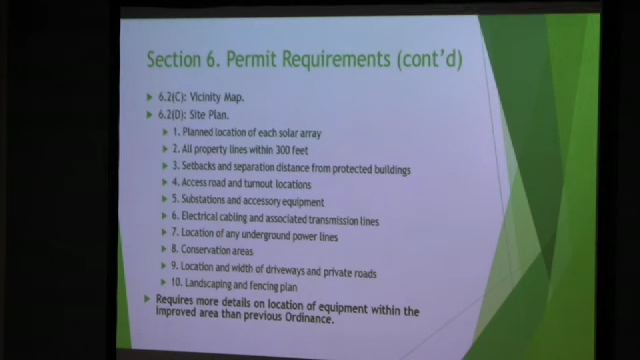 Section 6. Permit Requirements (cont'd)
6.2(C): Vicinity Map.
6.2(D): Site Plan.
1. Planned location of each solar array
2. All property lines within 300 feet
3. Setbacks and separation distance from protected buildings
4. Access road and turnout locations
5. Substations and accessory equipment
6. Electrical cabling and associated transmission lines
7. Location of any underground power lines
8. Conservation areas
9. Location and width of driveways and private roads
10. Landscaping and fencing plan
Requires more details on location of equipment within the
improved area than previous Ordinance.